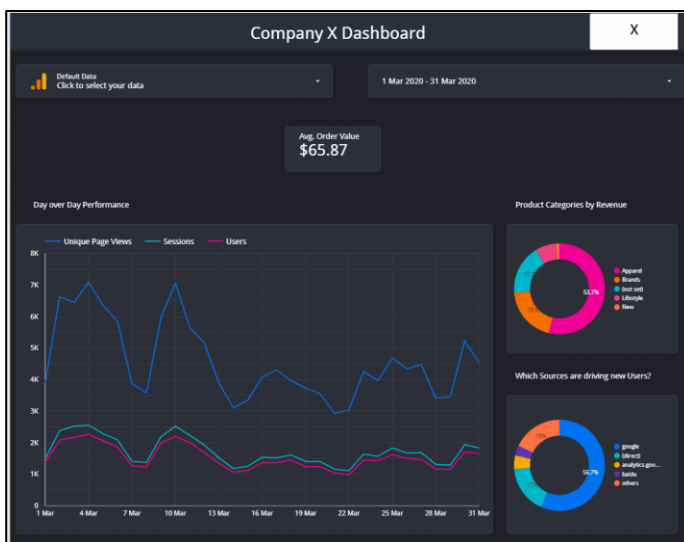 Company X Dashboard
X
Default Data
Click to select your data
1 Mar 2020 - 31 Mar 2020
Avg. Order Value
$65.87
Day over Day Performance
Product Categories by Revenue
Unique Page Views
Sessions
Users
8K
7K
6K
5K
4K
3K
2K
1K
0
1 Mar
4 Mar
7 Mar
10 Mar
13 Mar
16 Mar
19 Mar
22 Mar
25 Mar
28 Mar
31 Mar
53.7%
Apparel
Brands
(not set)
Lifestyle
New
Which Sources are driving new Users?
18%
56.7%
google
(direct)
analytics.goo...
baidu
others